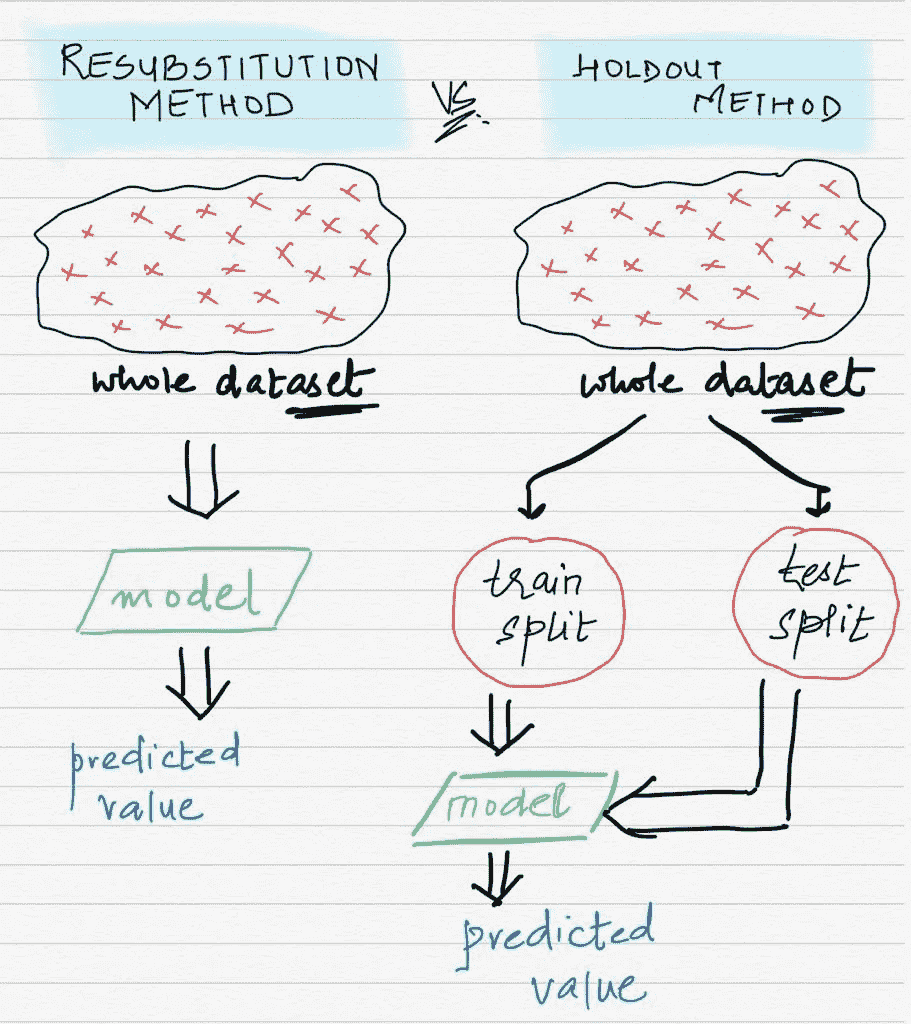 RESUBSTITUTION
METHOD
VS
HOLDOUT
METHOD
whole dataset
model
predicted
value
whole dataset
train
split
test
split
model
predicted
value